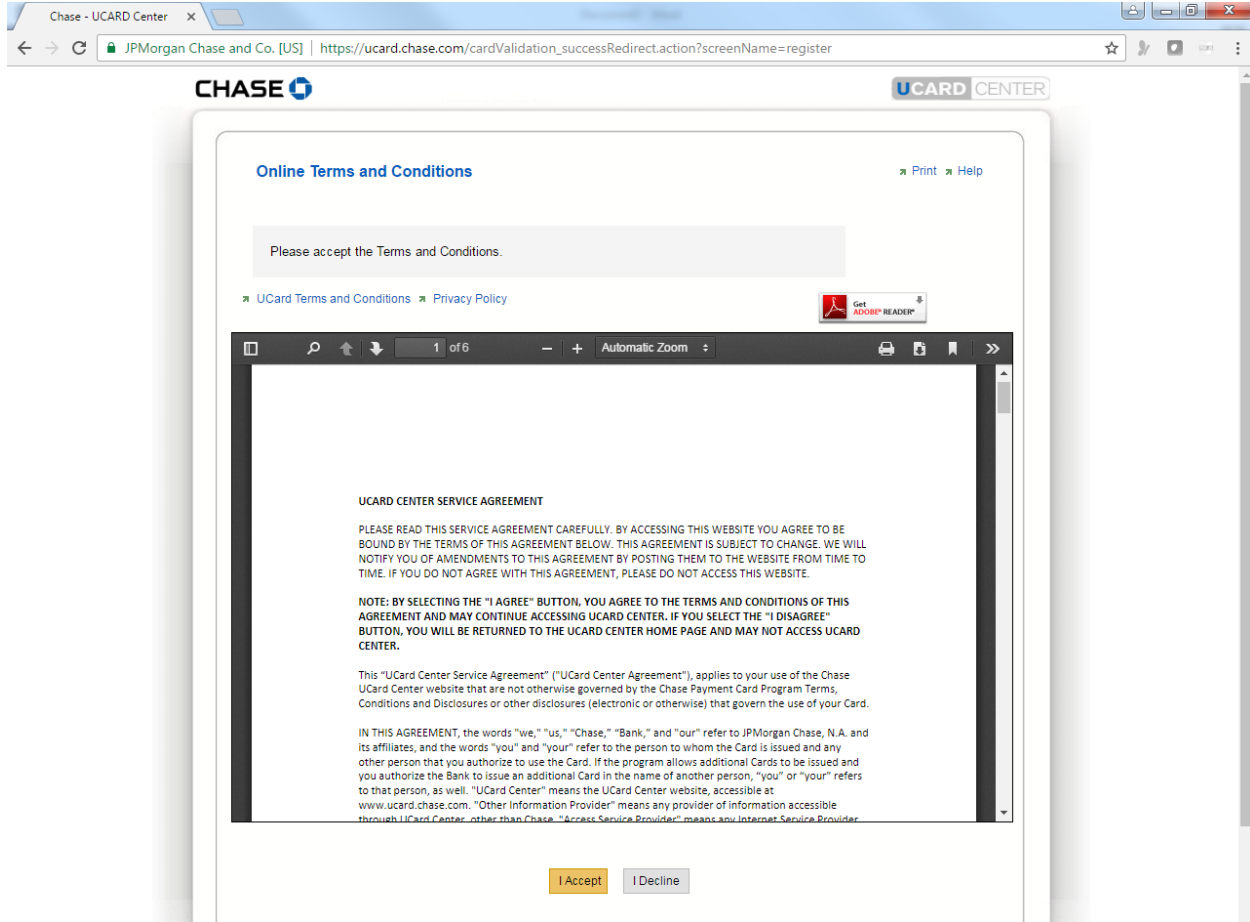 Chase - UCARD Center
JPMorgan Chase and Co. [US] | https://ucard.chase.com/cardValidation_successRedirect.action?screenName=register
CHASE
UCARD CENTER
Online Terms and Conditions
Print Help
Please accept the Terms and Conditions.
UCard Terms and Conditions Privacy Policy
Get
ADOBE® READER®
1 of 6
Automatic Zoom
UCARD CENTER SERVICE AGREEMENT
PLEASE READ THIS SERVICE AGREEMENT CAREFULLY. BY ACCESSING THIS WEBSITE YOU AGREE TO BE
BOUND BY THE TERMS OF THIS AGREEMENT BELOW. THIS AGREEMENT IS SUBJECT TO CHANGE. WE WILL
NOTIFY YOU OF AMENDMENTS TO THIS AGREEMENT BY POSTING THEM TO THE WEBSITE FROM TIME TO
TIME. IF YOU DO NOT AGREE WITH THIS AGREEMENT, PLEASE DO NOT ACCESS THIS WEBSITE.
NOTE: BY SELECTING THE "I AGREE" BUTTON, YOU AGREE TO THE TERMS AND CONDITIONS OF THIS
AGREEMENT AND MAY CONTINUE ACCESSING UCARD CENTER. IF YOU SELECT THE "I DISAGREE"
BUTTON, YOU WILL BE RETURNED TO THE UCARD CENTER HOME PAGE AND MAY NOT ACCESS UCARD
CENTER.
This "UCard Center Service Agreement" ("UCard Center Agreement"), applies to your use of the Chase
UCard Center website that are not otherwise governed by the Chase Payment Card Program Terms,
Conditions and Disclosures or other disclosures (electronic or otherwise) that govern the use of your Card.
IN THIS AGREEMENT, the words "we," "us," "Chase," "Bank," and "our" refer to JPMorgan Chase, N.A. and
its affiliates, and the words "you" and "your" refer to the person to whom the Card is issued and any
other person that you authorize to use the Card. If the program allows additional Cards to be issued and
you authorize the Bank to issue an additional Card in the name of another person, "you" or "your" refers
to that person, as well. "UCard Center" means the UCard Center website, accessible at
www.ucard.chase.com. "Other Information Provider" means any provider of information accessible
through UCard Center, other than Chase. "Access Service Provider" means any Internet Service Provider
I Accept
I Decline